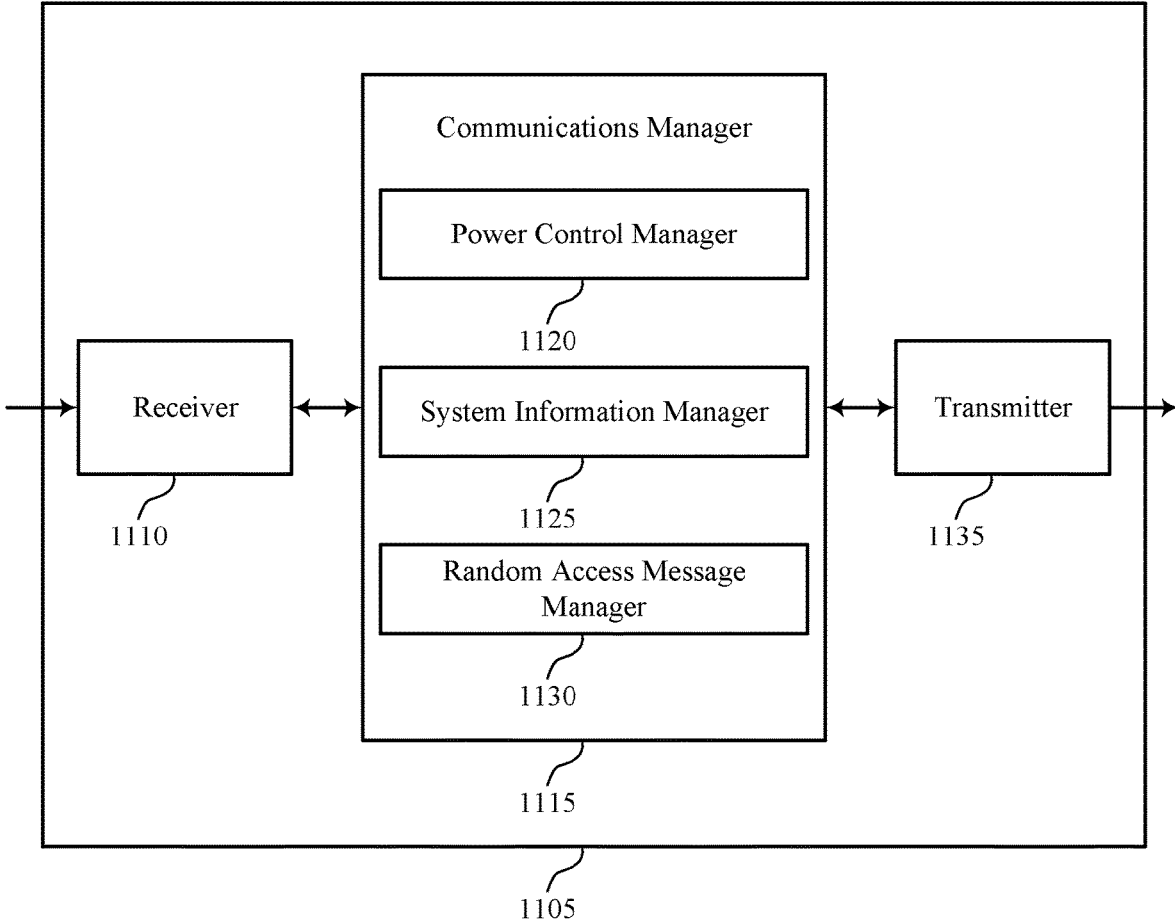 Communications Manager
Power Control Manager
1120
Receiver
1110
System Information Manager
1125
Transmitter
1135
Random Access Message
Manager
1130
1115
1105